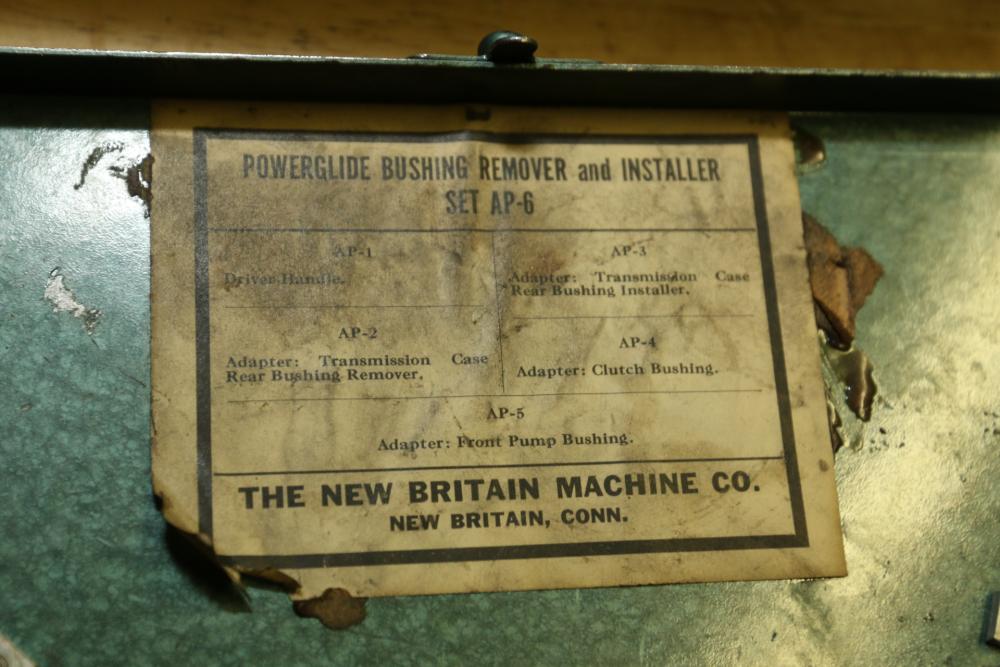 POWERGLIDE BUSHING REMOVER and INSTALLER
SET AP-6
AP-1
Driver Handle.
AP-2
Adapter: Transmission Case
Rear Bushing Remover.
AP-3
Adapter: Transmission Case
Rear Bushing Installer.
AP-4
Adapter: Clutch Bushing.
AP-5
Adapter: Front Pump Bushing.
THE NEW BRITAIN MACHINE CO.
NEW BRITAIN, CONN.